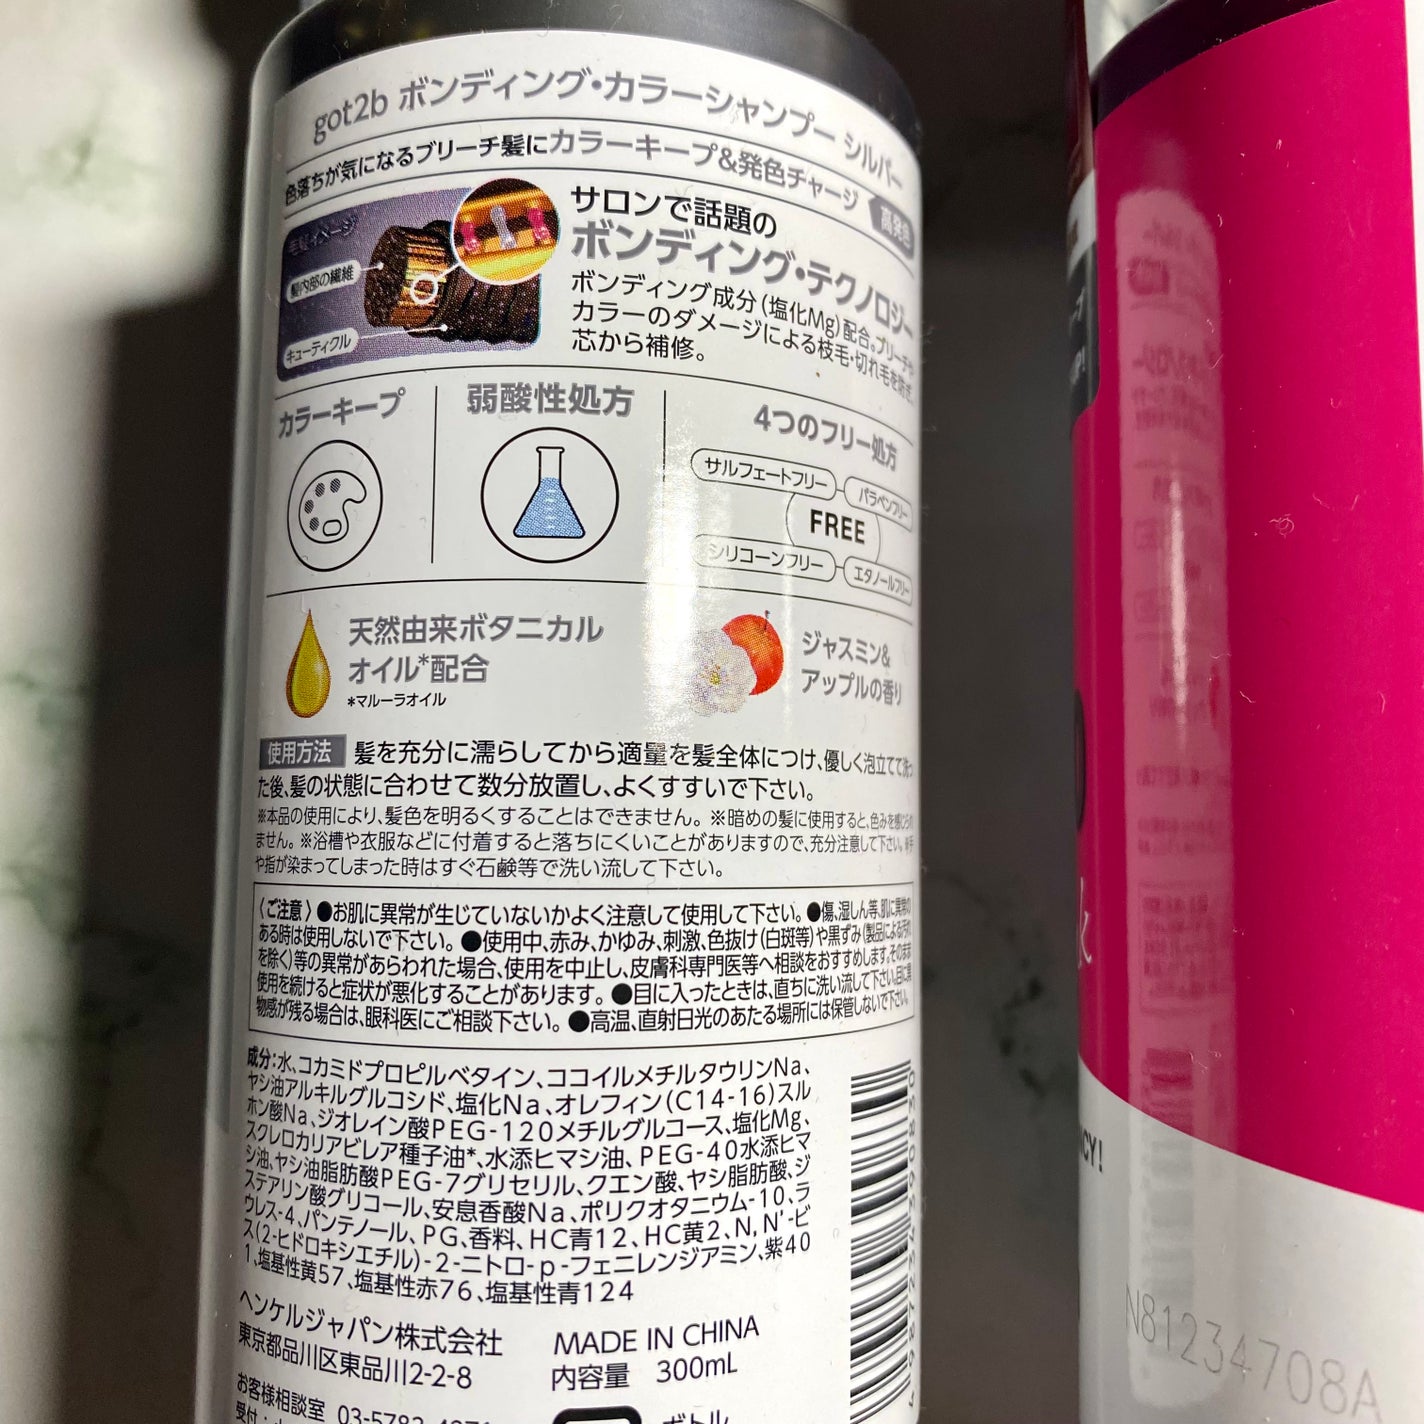 got2b ボンディング・カラーシャンプー シルバー
色落ちが気になるブリーチ髪にカラーキープ&発色チャージ 高発色
毛髪イメージ
髪内部の繊維
キューティクル
サロンで話題の
ボンディング・テクノロジー
ボンディング成分(塩化Mg)配合。ブリーチや
カラーのダメージによる枝毛・切れ毛を防ぎ、
芯から補修。
カラーキープ
弱酸性処方
4つのフリー処方
サルフェートフリー
パラベンフリー
FREE
シリコーンフリー
エタノールフリー
天然由来ボタニカル
オイル*配合
*マルーラオイル
ジャスミン&
アップルの香り
使用方法 髪を充分に濡らしてから適量を髪全体につけ、優しく泡立てて洗っ
た後、髪の状態に合わせて数分放置し、よくすすいで下さい。
※本品の使用により、髪色を明るくすることはできません。※暗めの髪に使用すると、色みを感じられ
ません。※浴槽や衣服などに付着すると落ちにくいことがありますので、充分注意して下さい。※手
や指が染まってしまった時はすぐ石鹸等で洗い流して下さい。
〈ご注意〉●お肌に異常が生じていないかよく注意して使用して下さい。●傷、湿しん等、肌に異常の
ある時は使用しないで下さい。●使用中、赤み、かゆみ、刺激、色抜け(白斑等)や黒ずみ(製品による汚れ
を除く)等の異常があらわれた場合、使用を中止し、皮膚科専門医等へ相談をおすすめします。そのまま
使用を続けると症状が悪化することがあります。●目に入ったときは、直ちに洗い流して下さい。目に異
物感が残る場合は、眼科医にご相談下さい。●高温、直射日光のあたる場所には保管しないで下さい。
成分:水、コカミドプロピルベタイン、ココイルメチルタウリンNa、
ヤシ油アルキルグルコシド、塩化Na、オレフィン(C14-16)スル
ホン酸Na、ジオレイン酸PEG-120メチルグルコース、塩化Mg、
スクレロカリアビレア種子油*、水添ヒマシ油、PEG-40水添ヒマ
シ油、ヤシ油脂肪酸PEG-7グリセリル、クエン酸、ヤシ脂肪酸、ジ
ステアリン酸グリコール、安息香酸Na、ポリクオタニウム-10、ラ
ウレス-4、パンテノール、PG、香料、HC青12、HC黄2、N,N'-ビ
ス(2-ヒドロキシエチル)-2-ニトロ-p-フェニレンジアミン、紫40
1、塩基性黄57、塩基性赤76、塩基性青124
ヘンケルジャパン株式会社
東京都品川区東品川2-2-8
MADE IN CHINA
内容量 300mL
お客様相談室
ボトル
N81234708A